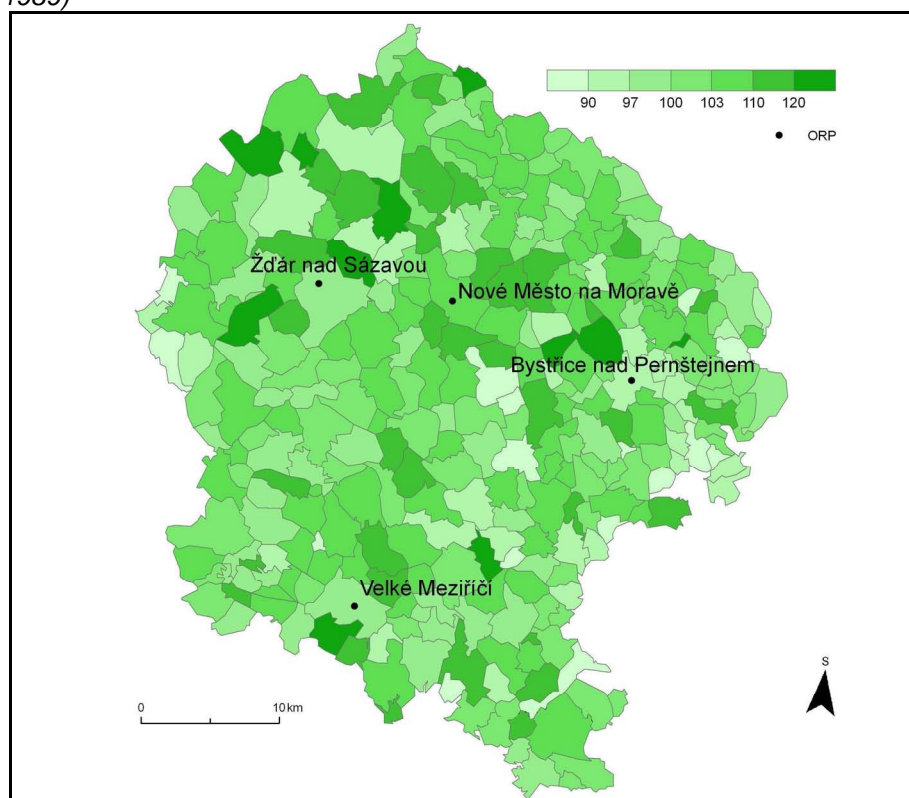 1989)
90 97 100 103 110 120
ORP
Žďár nad Sázavou
Nové Město na Moravě
Bystřice nad Pernštejnem
Velké Meziříčí
S
0 10 km